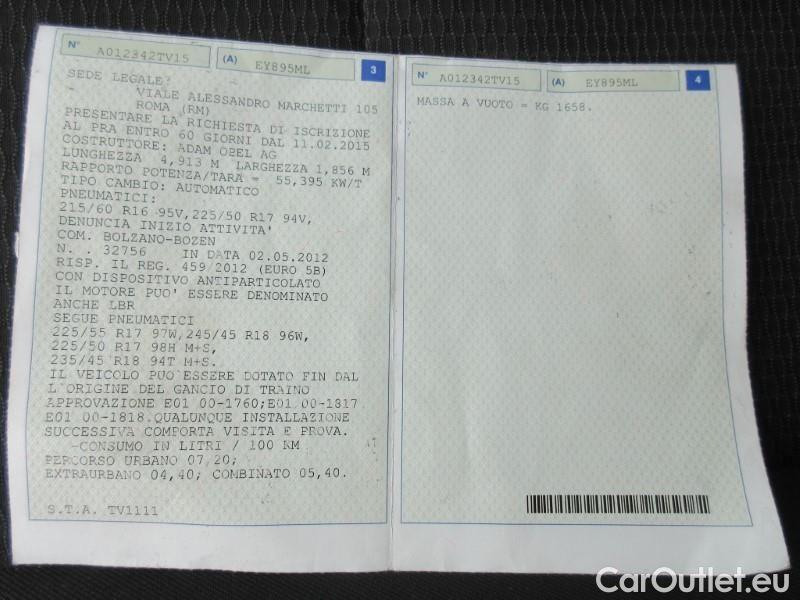 N° A012342TV15 (A) EY895ML 3
SEDE LEGALE:
VIALE ALESSANDRO MARCHETTI 105
ROMA (RM)
PRESENTARE LA RICHIESTA DI ISCRIZIONE
AL PRA ENTRO 60 GIORNI DAL 11.02.2015
COSTRUTTORE: ADAM OPEL AG
LUNGHEZZA 4,913 M LARGHEZZA 1,856 M
RAPPORTO POTENZA/TARA = 55,395 KW/T
TIPO CAMBIO: AUTOMATICO
PNEUMATICI:
215/60 R16 95V,225/50 R17 94V,
DENUNCIA INIZIO ATTIVITA'
COM. BOLZANO-BOZEN
N. . 32756 IN DATA 02.05.2012
RISP. IL REG. 459/2012 (EURO 5B)
CON DISPOSITIVO ANTIPARTICOLATO
IL MOTORE PUO' ESSERE DENOMINATO
ANCHE LBR
SEGUE PNEUMATICI
225/55 R17 97W,245/45 R18 96W,
225/50 R17 98H M+S,
235/45 R18 94T M+S.
IL VEICOLO PUO'ESSERE DOTATO FIN DAL
L'ORIGINE DEL GANCIO DI TRAINO
APPROVAZIONE E01 00-1760;E01 00-1817
E01 00-1818.QUALUNQUE INSTALLAZIONE
SUCCESSIVA COMPORTA VISITA E PROVA.
-CONSUMO IN LITRI / 100 KM
PERCORSO URBANO 07,20;
EXTRAURBANO 04,40; COMBINATO 05,40.
S.T.A. TV1111
N° A012342TV15 (A) EY895ML 4
MASSA A VUOTO = KG 1658.
CarOutlet.eu